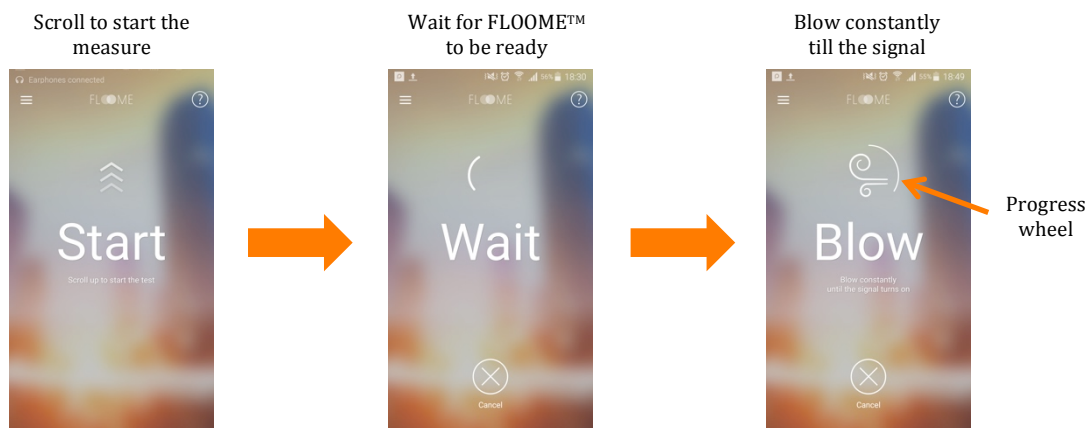 Scroll to start the
measure
Wait for FLOOME™
to be ready
Blow constantly
till the signal
Earphones connected
FLOOME
?
Start
Scroll up to start the test
96% 18:30
FLOOME
?
Wait
Cancel
95% 18:49
FLOOME
?
Blow
Blow constantly
until the signal turns on
Cancel
Progress
wheel